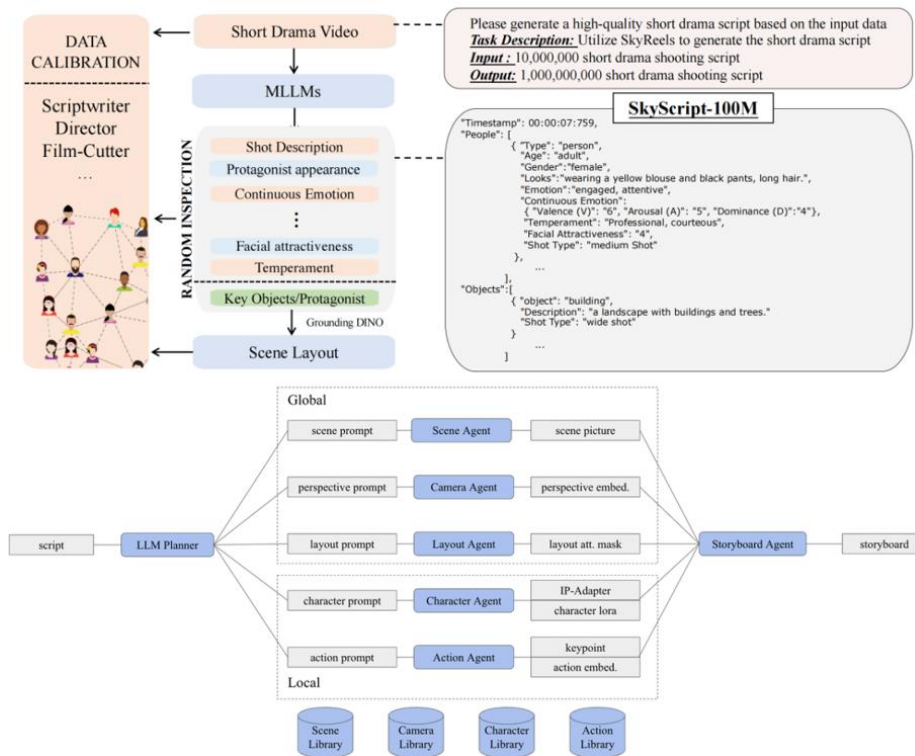 DATA
CALIBRATION
Scriptwriter
Director
Film-Cutter
...
Short Drama Video
MLLMs
RANDOM INSPECTION
Shot Description
Protagonist appearance
Continuous Emotion
Facial attractiveness
Temperament
Key Objects/Protagonist
Grounding DINO
Scene Layout
Please generate a high-quality short drama script based on the input data
Task Description: Utilize SkyReels to generate the short drama script
Input : 10,000,000 short drama shooting script
Output: 1,000,000,000 short drama shooting script
SkyScript-100M
"Timestamp": 00:00:07:759,
"People": [
{ "Type": "person",
"Age": "adult",
"Gender":"female",
"Looks":"wearing a yellow blouse and black pants, long hair.",
"Emotion":"engaged, attentive",
"Continuous Emotion":
{ "Valence (V)": "6", "Arousal (A)": "5", "Dominance (D)":"4"},
"Temperament": "Professional, courteous",
"Facial Attractiveness": "4",
"Shot Type": "medium Shot"
},
...
],
"Objects":[
{ "object": "building",
"Description": "a landscape with buildings and trees."
"Shot Type": "wide shot"
}
...
]
Global
scene prompt
Scene Agent
scene picture
perspective prompt
Camera Agent
perspective embed.
script
LLM Planner
layout prompt
Layout Agent
layout att. mask
Storyboard Agent
storyboard
character prompt
Character Agent
IP-Adapter
character lora
action prompt
Action Agent
keypoint
action embed.
Local
Scene
Library
Camera
Library
Character
Library
Action
Library